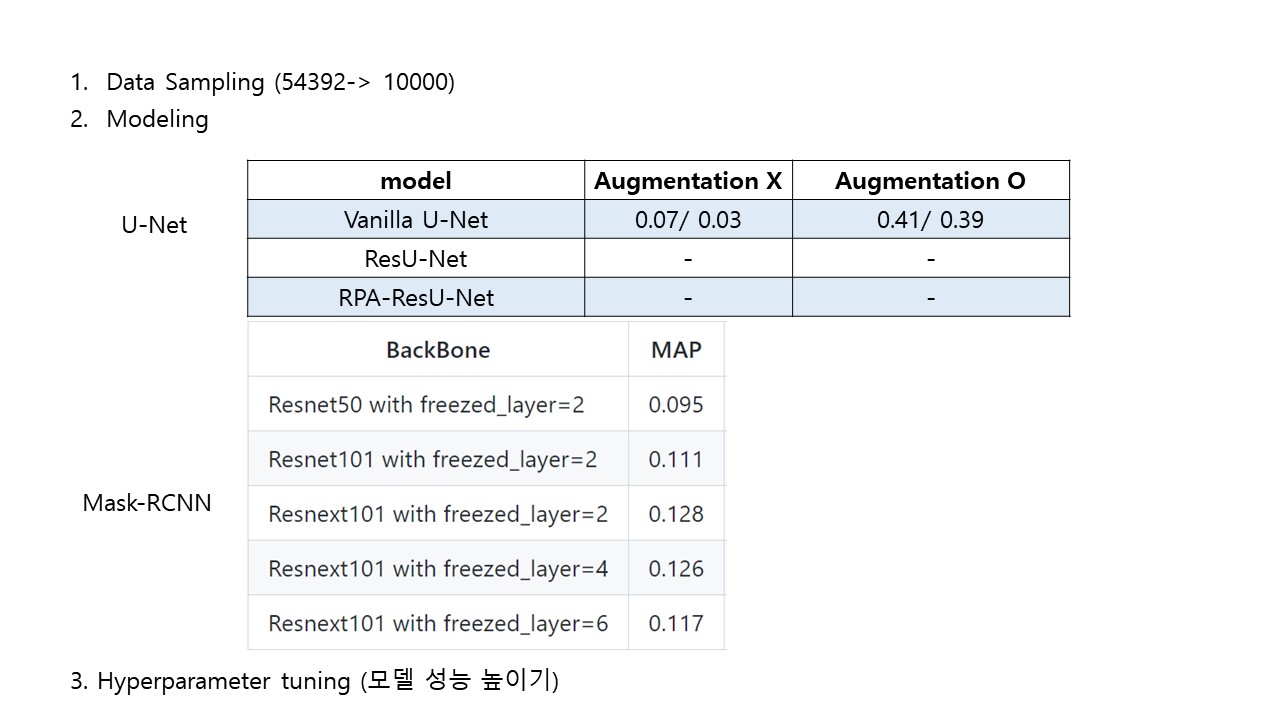 1. Data Sampling (54392-> 10000)
2. Modeling
model Augmentation X Augmentation O
U-Net Vanilla U-Net 0.07/ 0.03 0.41/ 0.39
ResU-Net - -
RPA-ResU-Net - -
BackBone MAP
Resnet50 with freezed_layer=2 0.095
Resnet101 with freezed_layer=2 0.111
Mask-RCNN Resnext101 with freezed_layer=2 0.128
Resnext101 with freezed_layer=4 0.126
Resnext101 with freezed_layer=6 0.117
3. Hyperparameter tuning (모델 성능 높이기)